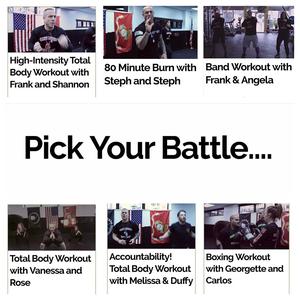 High-Intensity Total
Body Workout with
Frank and Shannon
80 Minute Burn with
Steph and Steph
Band Workout with
Frank & Angela
Pick Your Battle....
Total Body Workout
with Vanessa and
Rose
Accountability!
Total Body Workout
with Melissa & Duffy
Boxing Workout
with Georgette and
Carlos